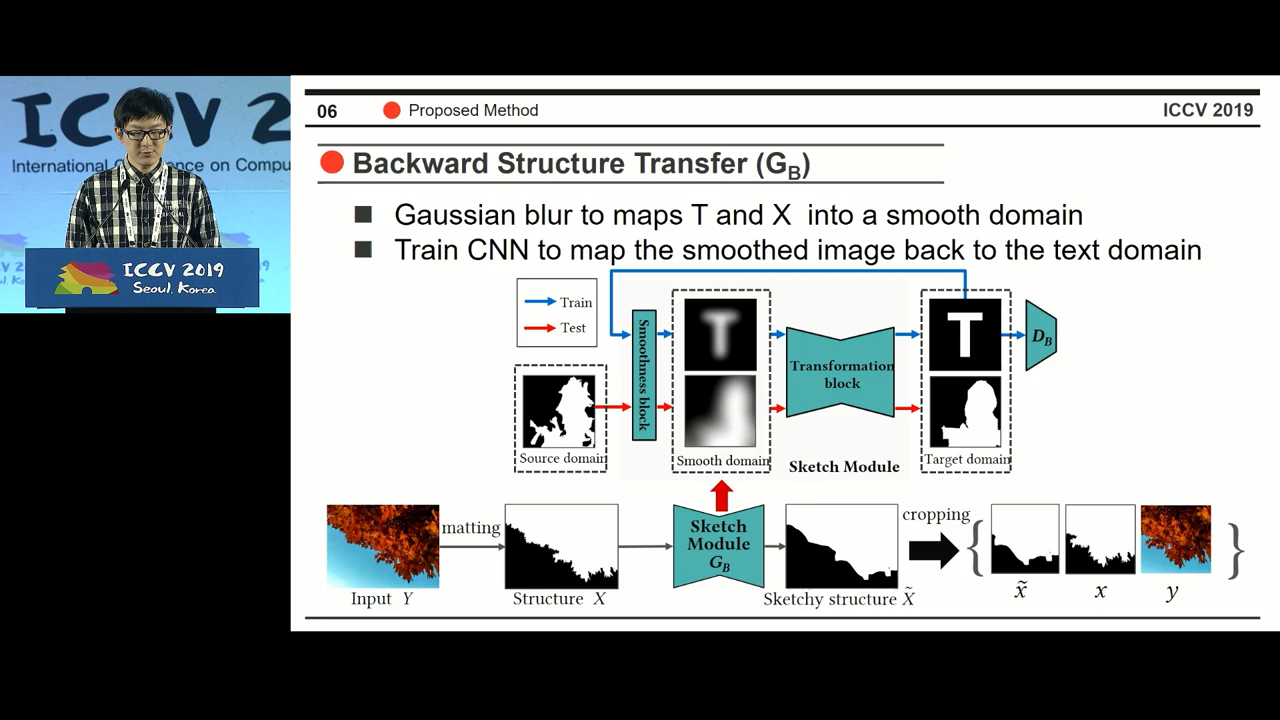 ICCV 2
International Conference on Compu
ICCV 2019
Seoul, Korea
06
Proposed Method
ICCV 2019
Backward Structure Transfer (G_B)
Gaussian blur to maps T and X into a smooth domain
Train CNN to map the smoothed image back to the text domain
Train
Test
Smoothness block
T
Transformation
block
T
D_B
Source domain
Smooth domain
Sketch Module
Target domain
Input Y
matting
Structure X
Sketch
Module
G_B
Sketchy structure X̃
cropping
{
x̃
x
y
}